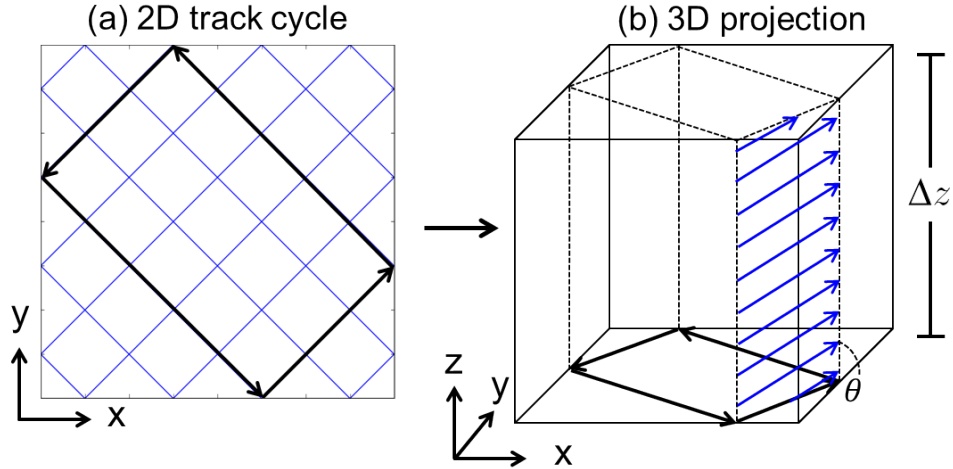 (a) 2D track cycle
(b) 3D projection
Δz
y
x
z
y
x
θ